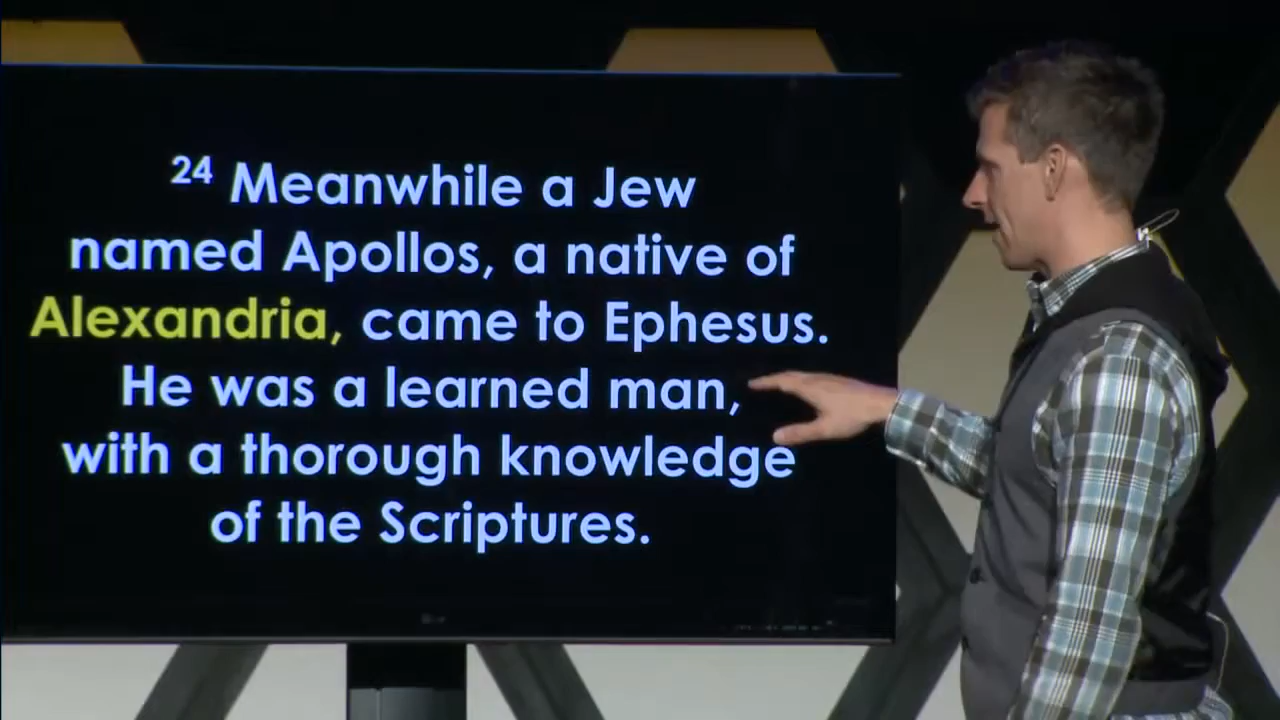 24 Meanwhile a Jew
named Apollos, a native of
Alexandria, came to Ephesus.
He was a learned man,
with a thorough knowledge
of the Scriptures.